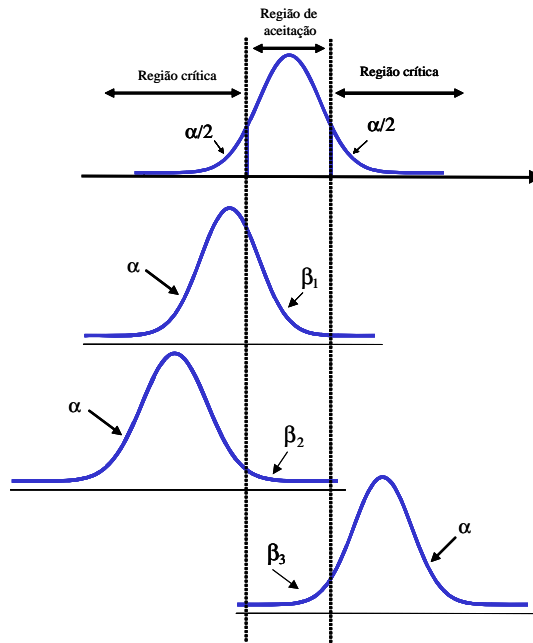 Região de
aceitação
Região crítica
Região crítica
α/2
α/2
α
β1
α
β2
β3
α